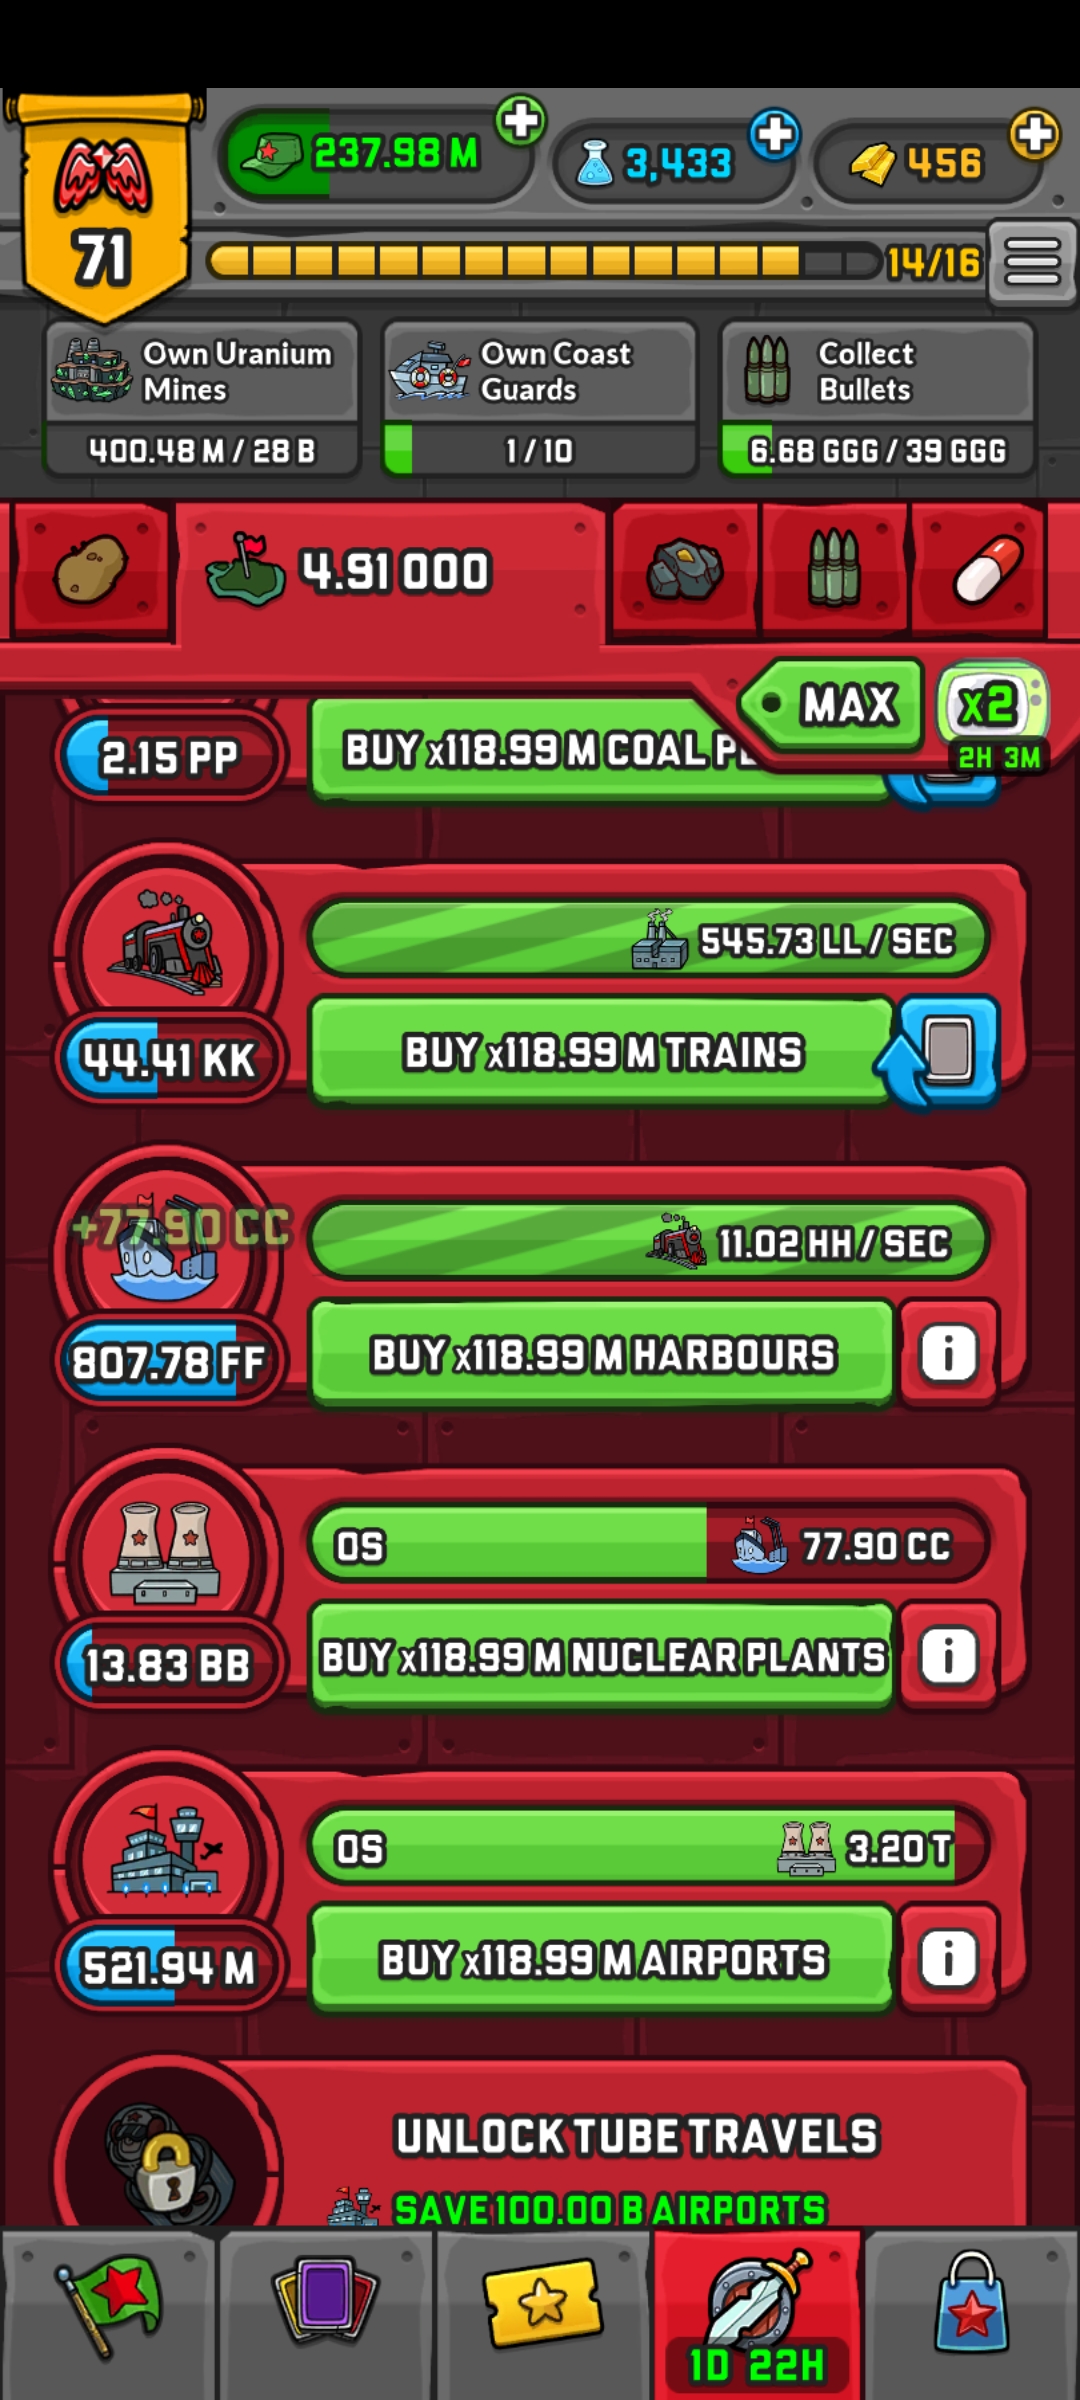 71
237.98 M
3,433
456
14/16
Own Uranium
Mines
400.48 M / 28 B
Own Coast
Guards
1 / 10
Collect
Bullets
6.68 GGG / 39 GGG
4.91 000
MAX
x2
2H 3M
2.15 PP
BUY x118.99 M COAL
545.73 LL / SEC
44.41 KK
BUY x118.99 M TRAINS
+77.90 CC
11.02 HH / SEC
807.78 FF
BUY x118.99 M HARBOURS
i
0S
77.90 CC
13.83 BB
BUY x118.99 M NUCLEAR PLANTS
i
0S
3.20 T
521.94 M
BUY x118.99 M AIRPORTS
i
UNLOCK TUBE TRAVELS
SAVE 100.00 B AIRPORTS
1D 22H